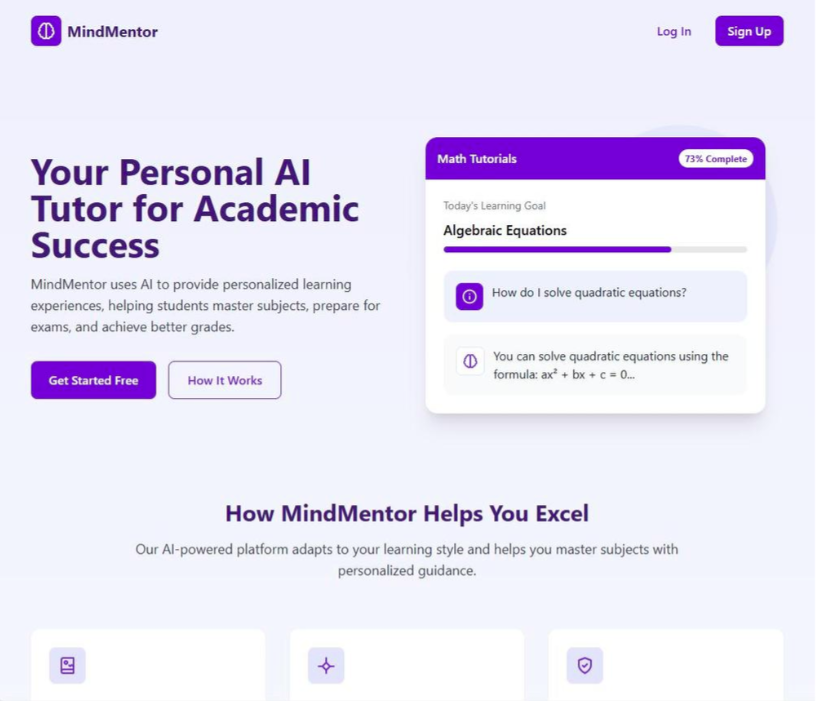 MindMentor
Log In
Sign Up
Your Personal AI
Tutor for Academic
Success
MindMentor uses AI to provide personalized learning
experiences, helping students master subjects, prepare for
exams, and achieve better grades.
Get Started Free
How It Works
Math Tutorials
73% Complete
Today's Learning Goal
Algebraic Equations
How do I solve quadratic equations?
You can solve quadratic equations using the
formula: ax² + bx + c = 0...
How MindMentor Helps You Excel
Our AI-powered platform adapts to your learning style and helps you master subjects with
personalized guidance.